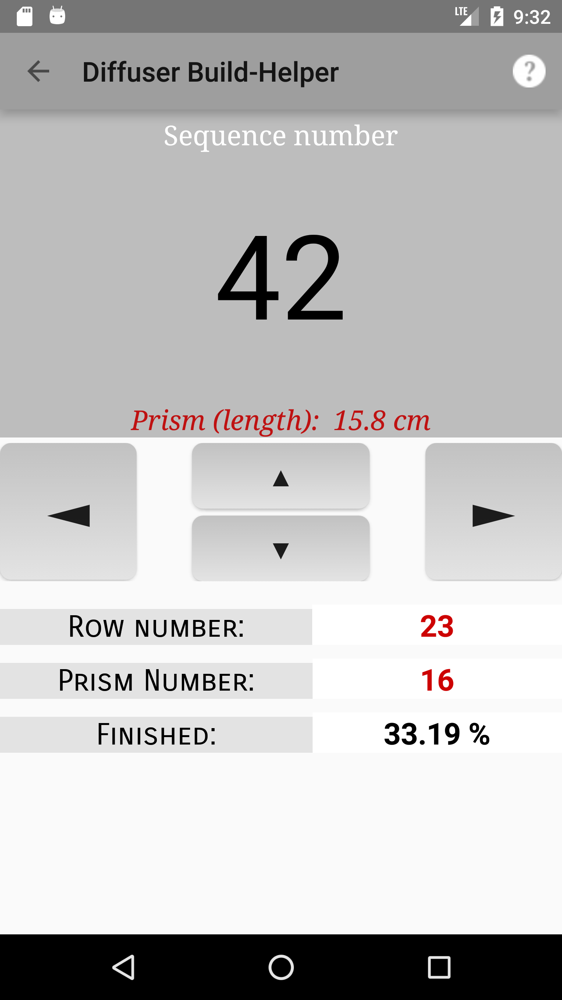 LTE 9:32
Diffuser Build-Helper ?
Sequence number
42
Prism (length): 15.8 cm
Row number: 23
Prism Number: 16
Finished: 33.19 %